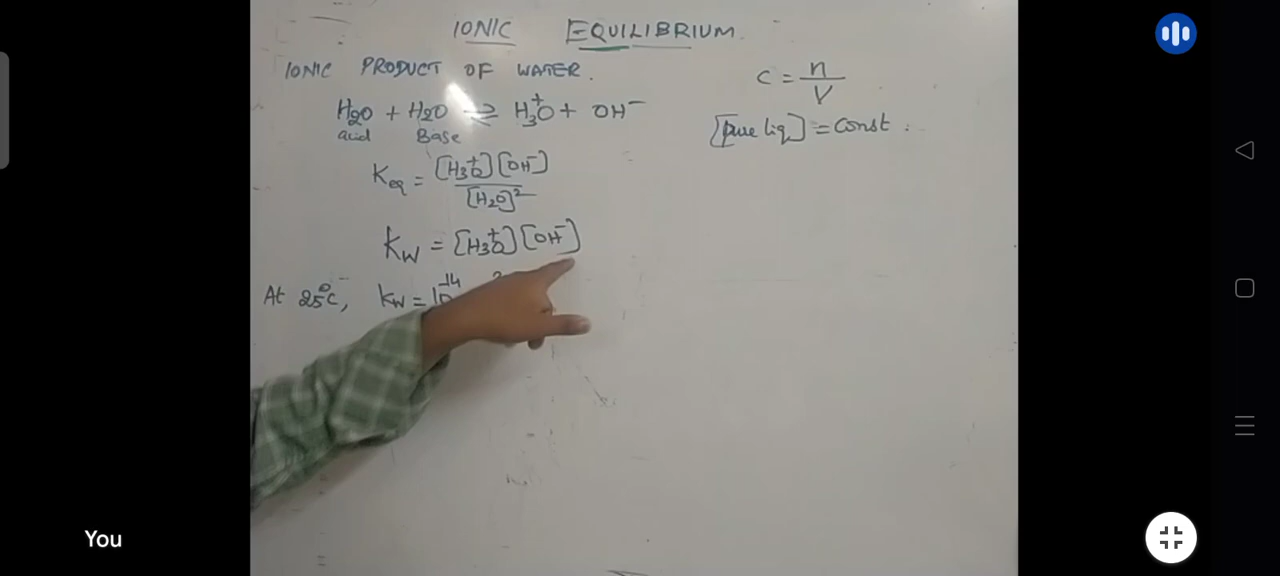 IONIC EQUILIBRIUM.
IONIC PRODUCT OF WATER.
H2O + H2O ⇌ H3O+ + OH−
acid Base
Keq = [H3O+][OH−]
[H2O]2
KW = [H3O+][OH−]
At 25°C, KW = 10-14
C = n
V
[pure liq] = Const.
You